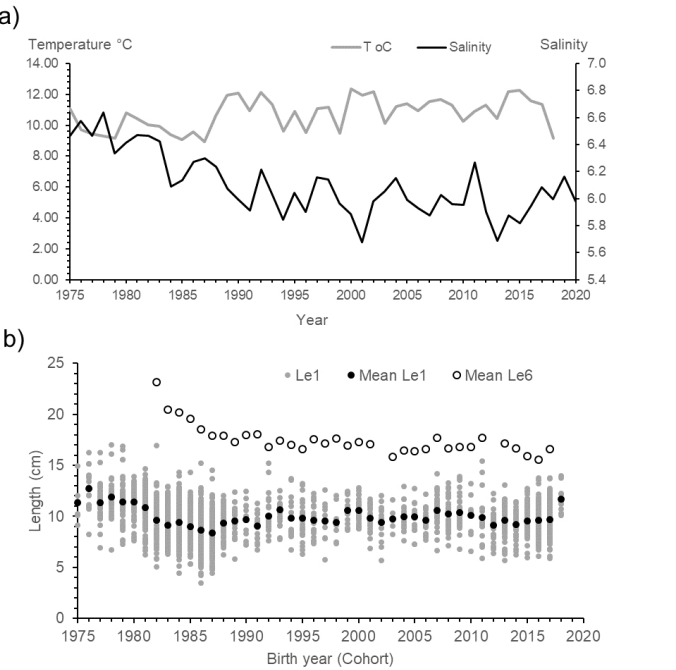 a)
Temperature °C T oC Salinity Salinity
14.00 7.0
12.00 6.8
10.00 6.6
8.00 6.4
6.00 6.2
4.00 6.0
2.00 5.8
0.00 5.6
5.4
1975 1980 1985 1990 1995 2000 2005 2010 2015 2020
Year
b)
25
Le1 Mean Le1 Mean Le6
20
15
10
5
0
Length (cm)
1975 1980 1985 1990 1995 2000 2005 2010 2015 2020
Birth year (Cohort)